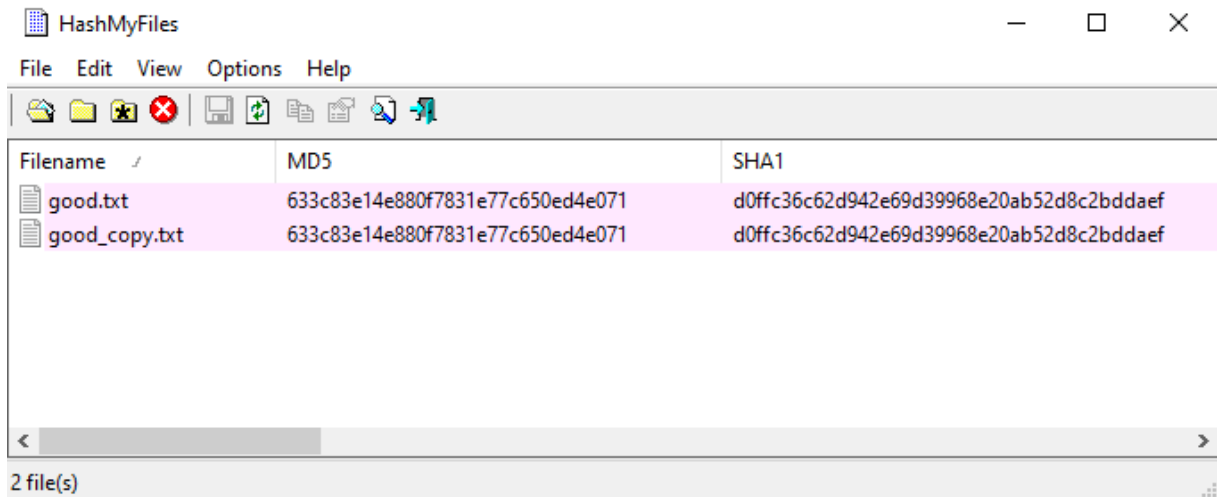 HashMyFiles
File Edit View Options Help
Filename MD5 SHA1
good.txt 633c83e14e880f7831e77c650ed4e071 d0ffc36c62d942e69d39968e20ab52d8c2bddaef
good_copy.txt 633c83e14e880f7831e77c650ed4e071 d0ffc36c62d942e69d39968e20ab52d8c2bddaef
2 file(s)